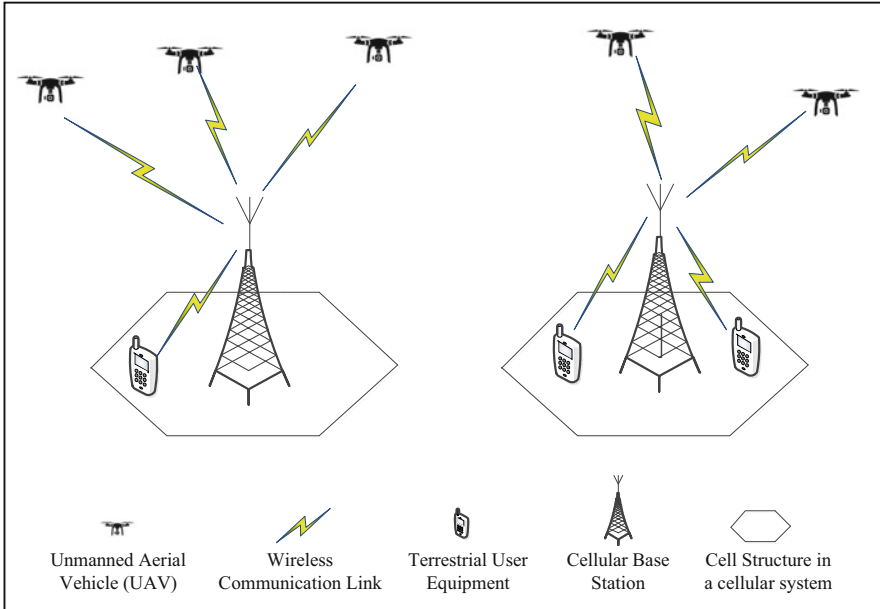 Unmanned Aerial
Vehicle (UAV)
Wireless
Communication Link
Terrestrial User
Equipment
Cellular Base
Station
Cell Structure in
a cellular system